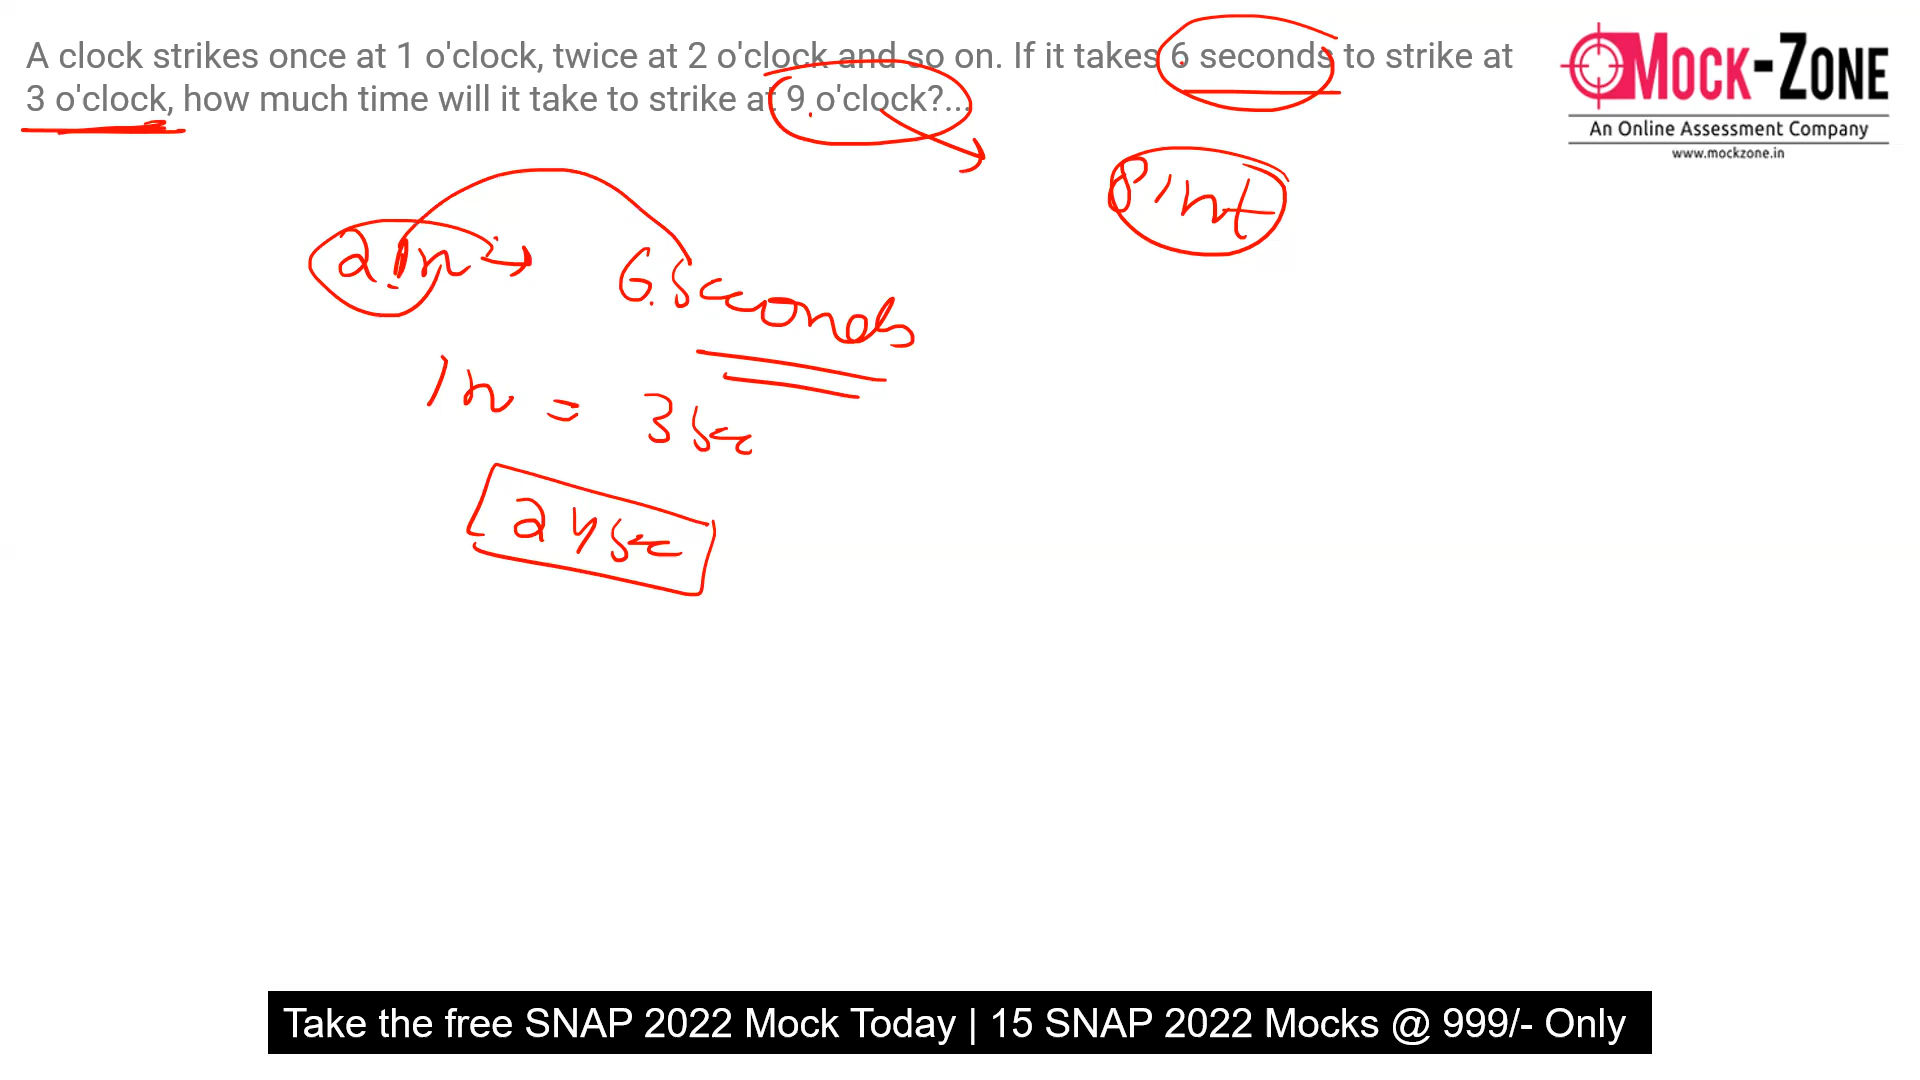 A clock strikes once at 1 o'clock, twice at 2 o'clock and so on. If it takes 6 seconds to strike at
3 o'clock, how much time will it take to strike at 9 o'clock?...
MOCK-ZONE
An Online Assessment Company
www.mockzone.in
8 int
2 in → 6 seconds
1 n = 3 sec
24 sec
Take the free SNAP 2022 Mock Today | 15 SNAP 2022 Mocks @ 999/- Only